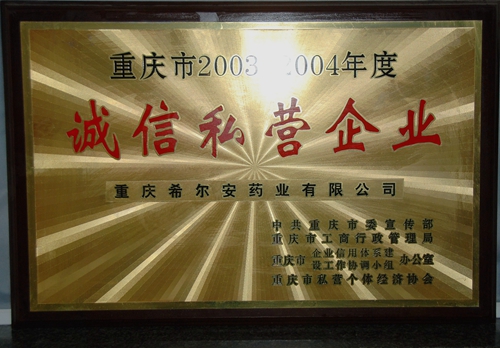 重庆市2003 2004年度
诚信私营企业
重庆希尔安药业有限公司
中共重庆市委宣传部
重庆市工商行政管理局
重庆市企业信用体系建设工作协调小组办公室
重庆市私营个体经济协会